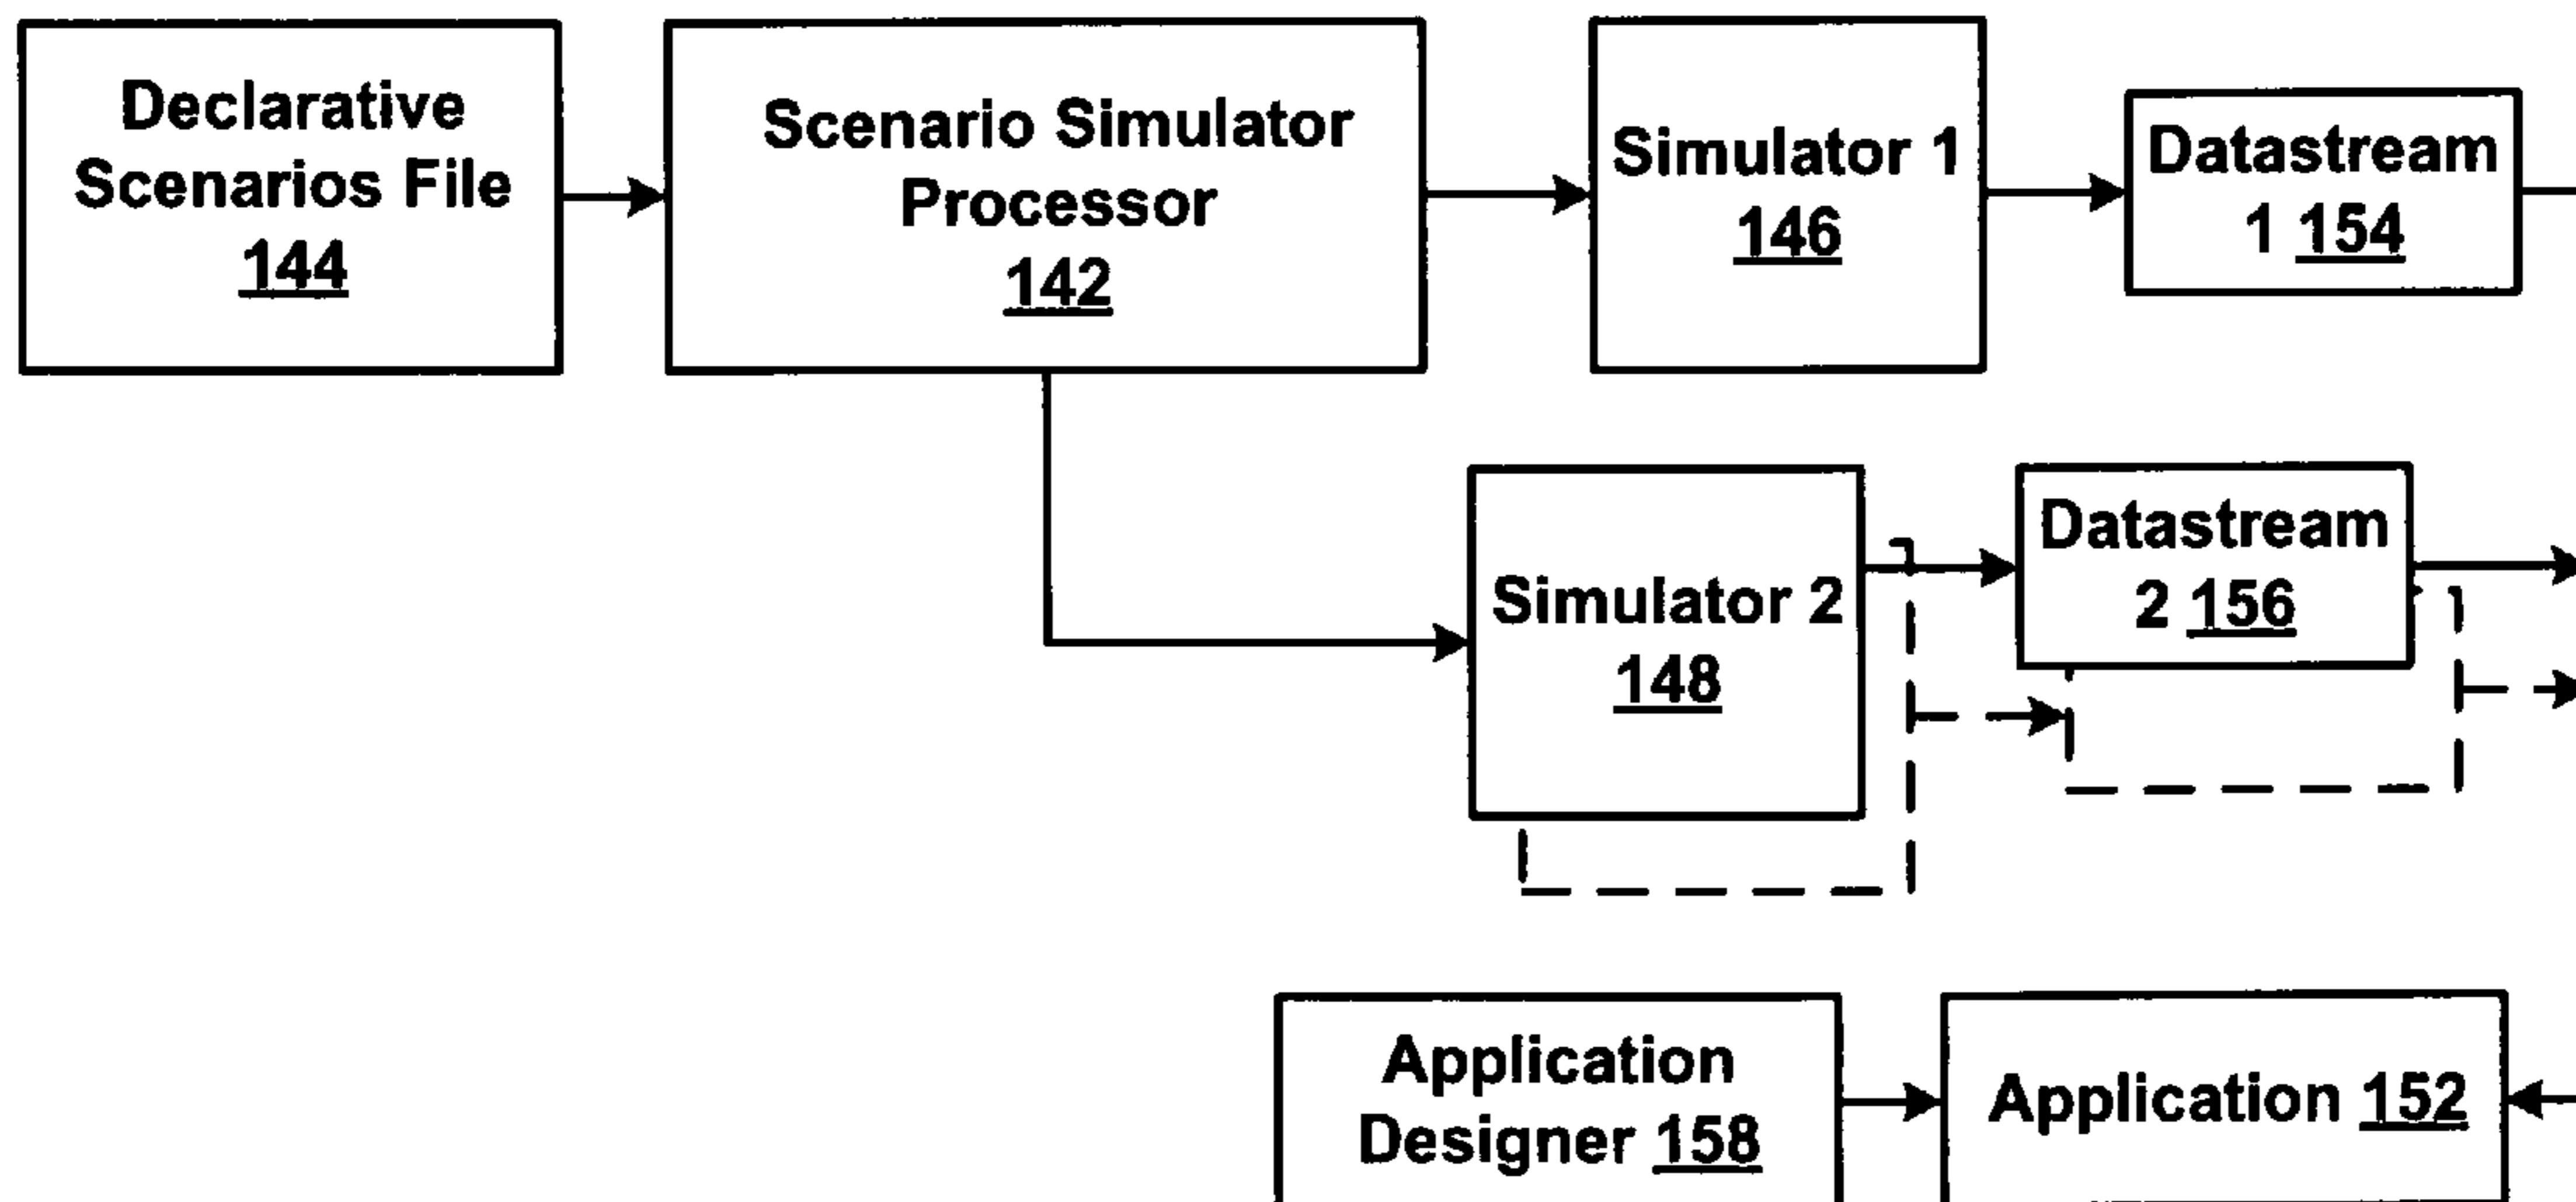 Declarative
Scenarios File
144
Scenario Simulator
Processor
142
Simulator 1
146
Datastream
1 154
Simulator 2
148
Datastream
2 156
Application
Designer 158
Application 152